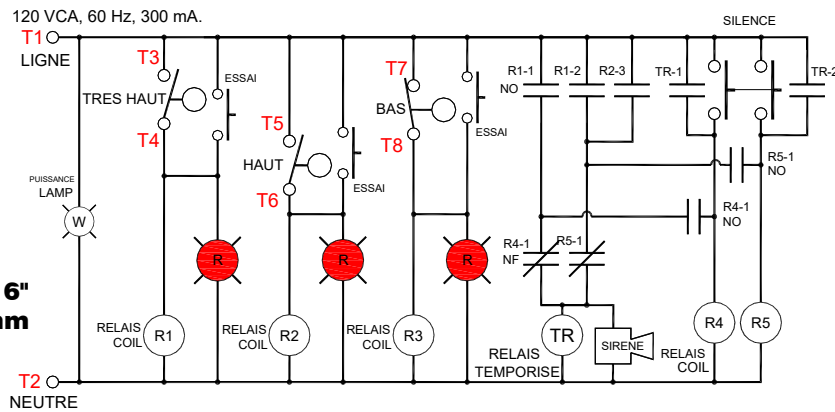 120 VCA, 60 Hz, 300 mA.
T1
LIGNE
SILENCE
T3
TRES HAUT
T4
ESSAI
T5
HAUT
T6
ESSAI
T7
BAS
T8
ESSAI
R1-1
NO
R1-2
R2-3
TR-1
TR-2
R5-1
NO
R4-1
NO
R4-1
NF
R5-1
PUISSANCE
LAMP
W
R
R
R
6"
RELAIS
COIL
R1
RELAIS
COIL
R2
RELAIS
COIL
R3
TR
RELAIS
TEMPORISE
SIRENE
RELAIS
COIL
R4
R5
T2
NEUTRE